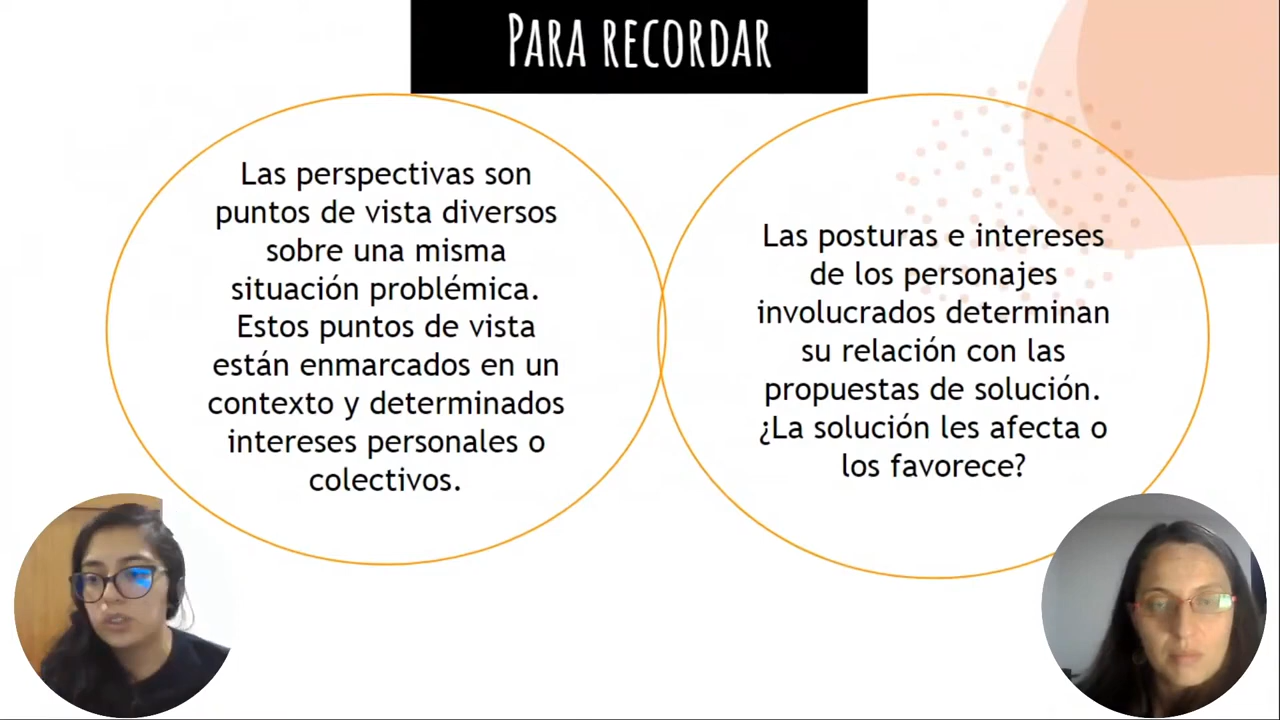 PARA RECORDAR
Las perspectivas son
puntos de vista diversos
sobre una misma
situación problémica.
Estos puntos de vista
están enmarcados en un
contexto y determinados
intereses personales o
colectivos.
Las posturas e intereses
de los personajes
involucrados determinan
su relación con las
propuestas de solución.
¿La solución les afecta o
los favorece?